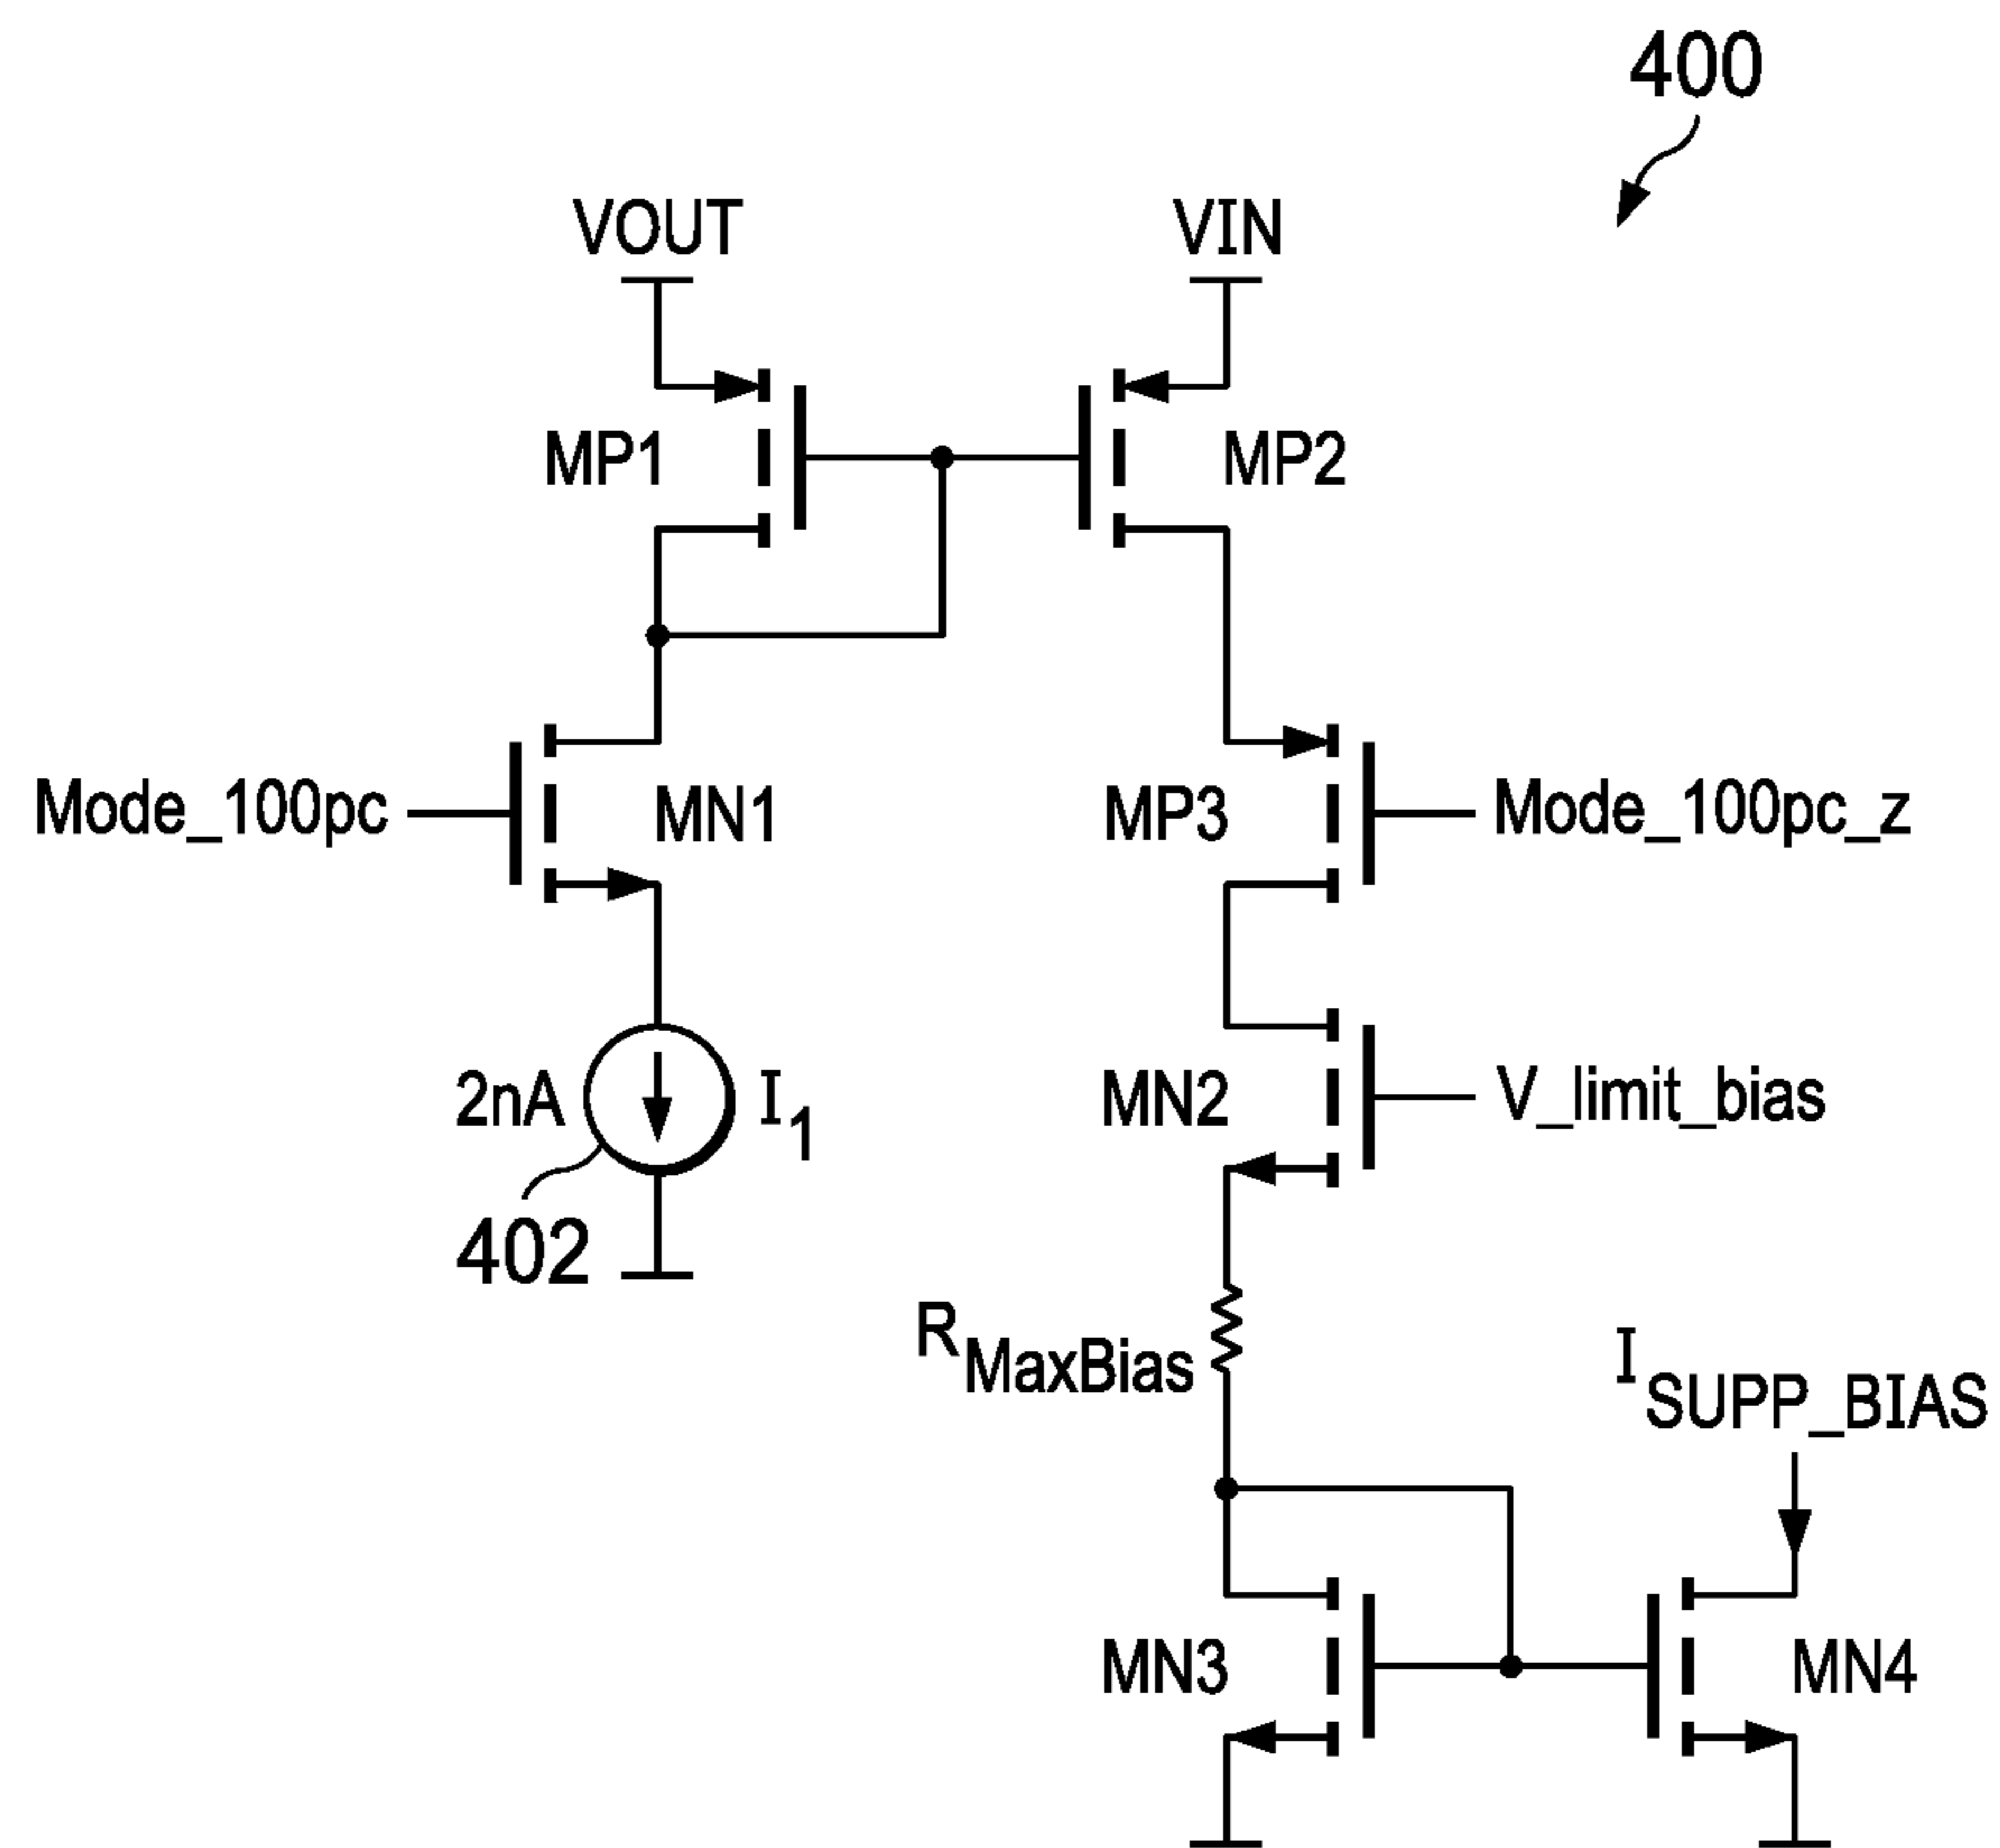 400
VOUT
VIN
MP1
MP2
Mode_100pc
MN1
MP3
Mode_100pc_z
2nA
I1
MN2
V_limit_bias
402
RMaxBias
ISUPP_BIAS
MN3
MN4